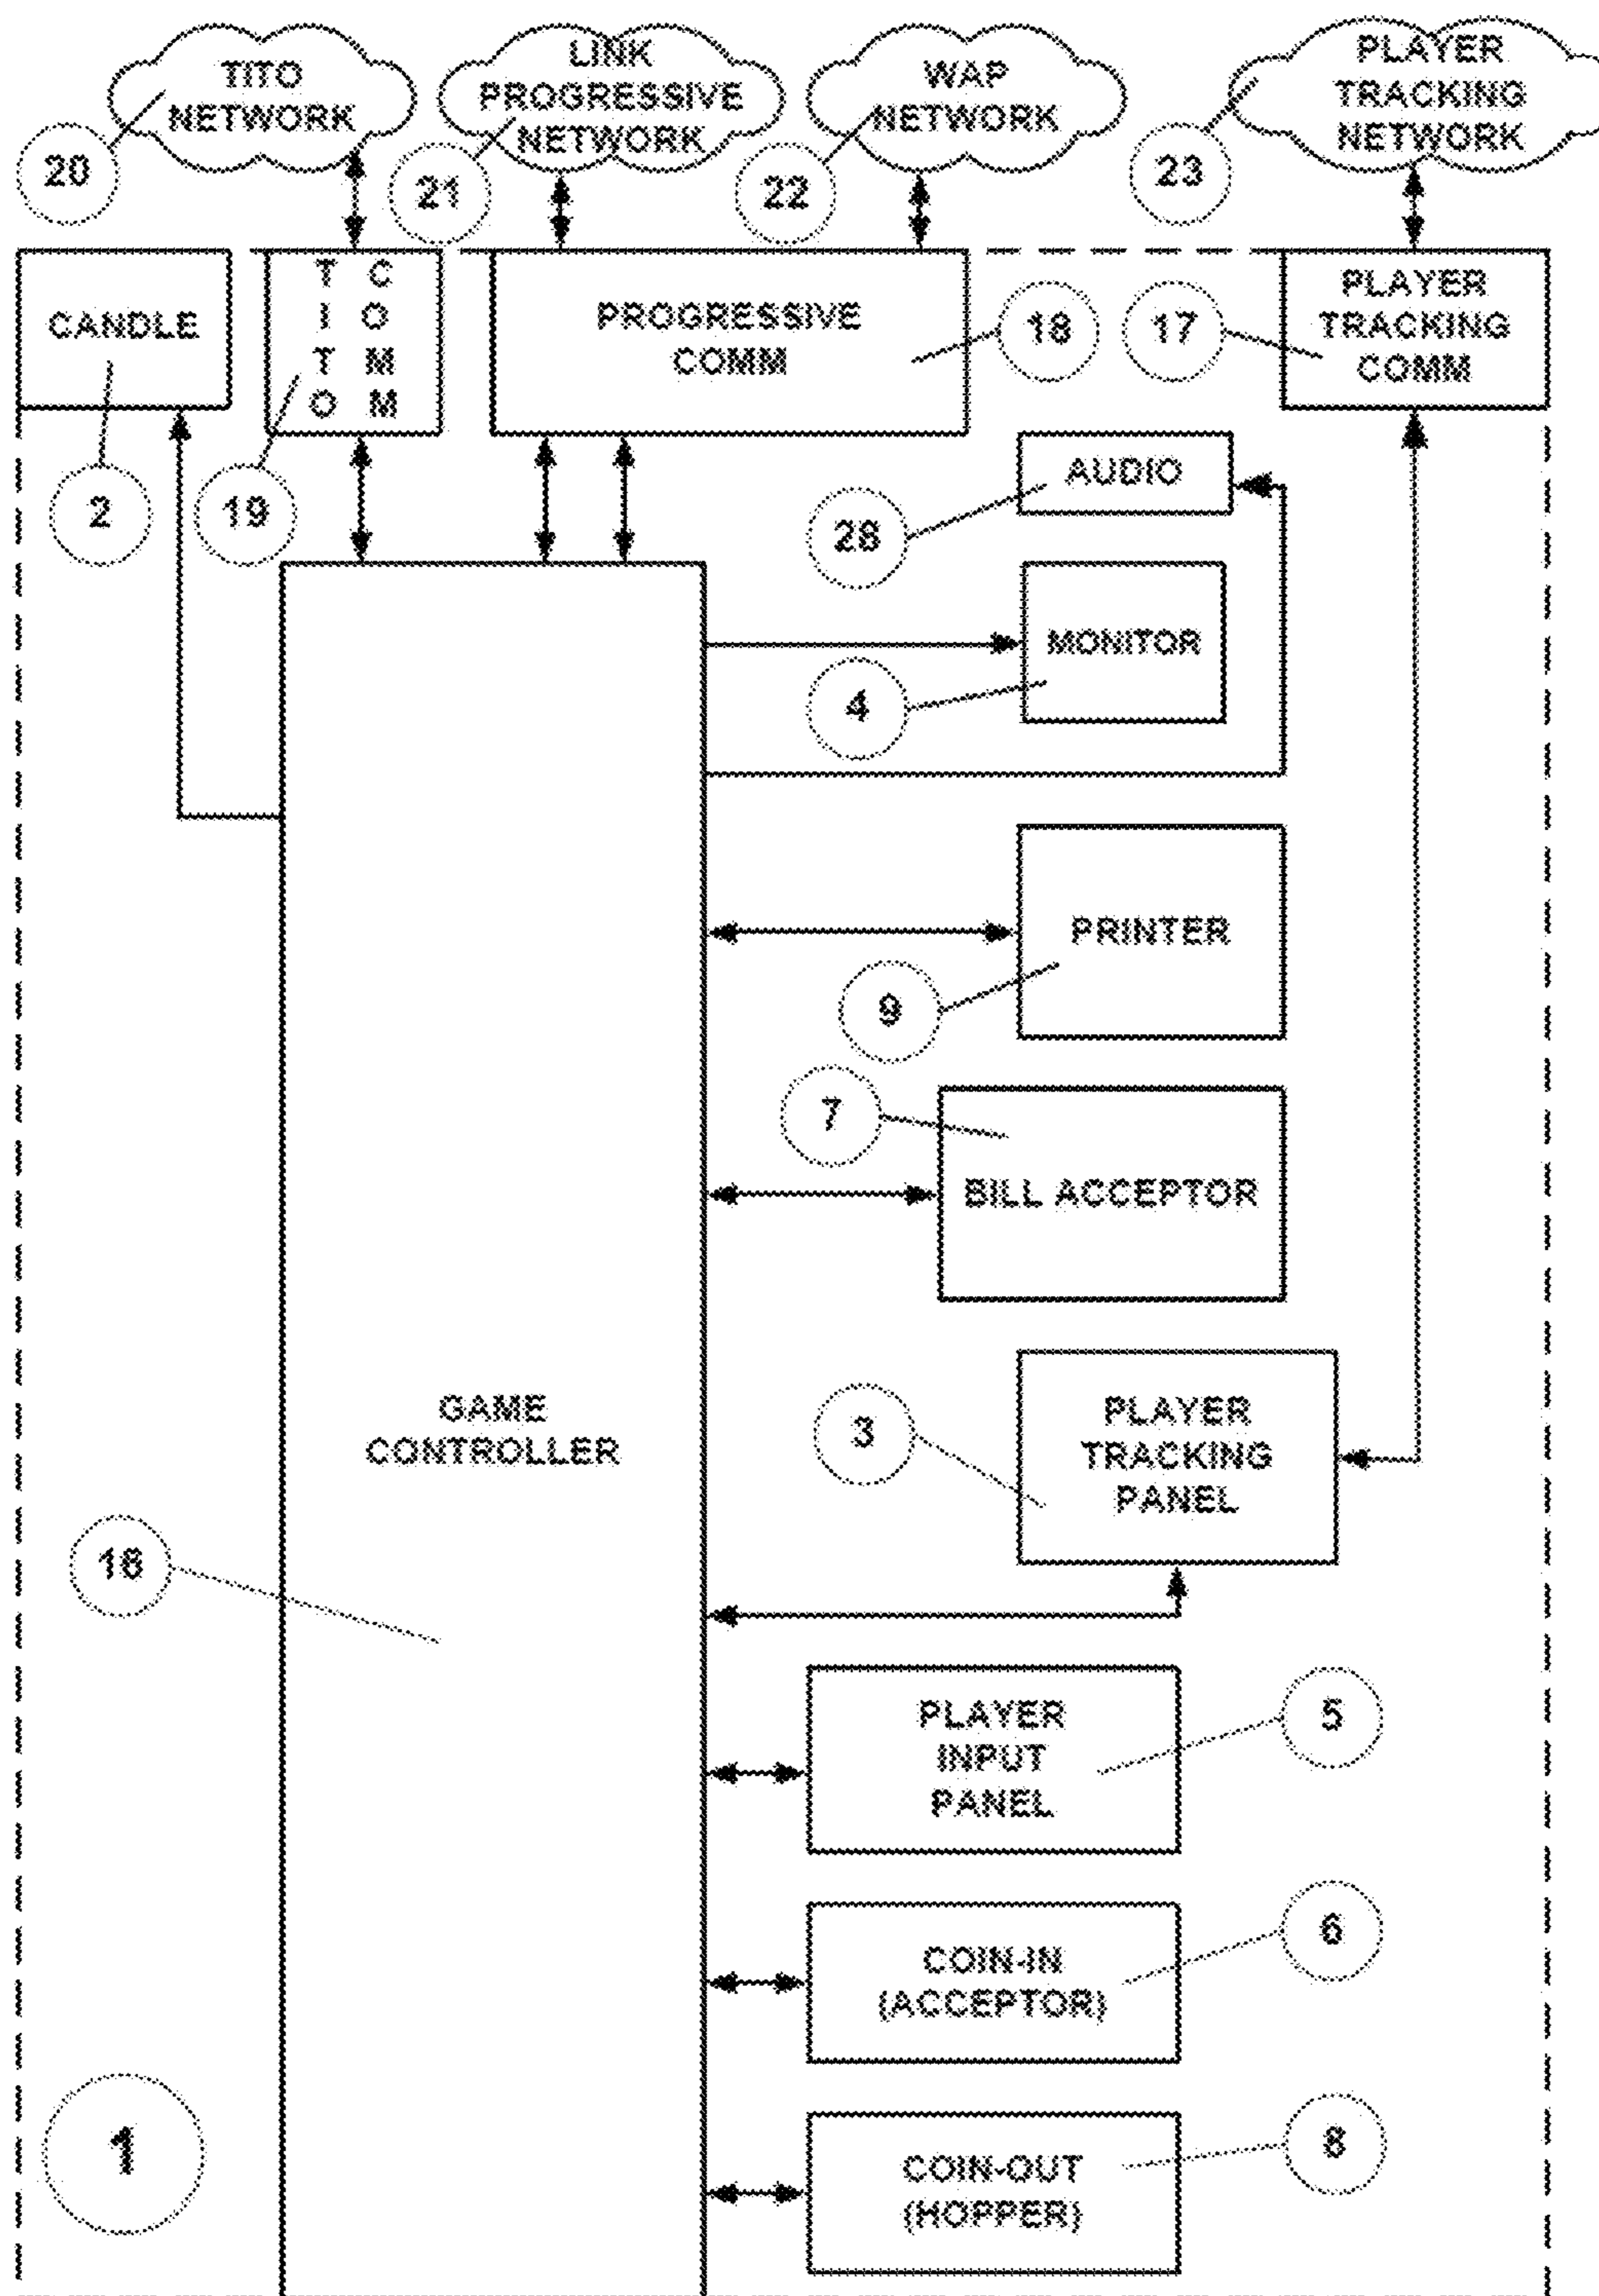 TITO
NETWORK
20
LINK
PROGRESSIVE
NETWORK
21
WAP
NETWORK
22
PLAYER
TRACKING
NETWORK
23
CANDLE
2
TITO COMM
19
PROGRESSIVE
COMM
18
17
PLAYER
TRACKING
COMM
AUDIO
28
MONITOR
4
PRINTER
9
7
BILL ACCEPTOR
GAME
CONTROLLER
16
3
PLAYER
TRACKING
PANEL
PLAYER
INPUT
PANEL
5
COIN-IN
(ACCEPTOR)
6
1
COIN-OUT
(HOPPER)
8